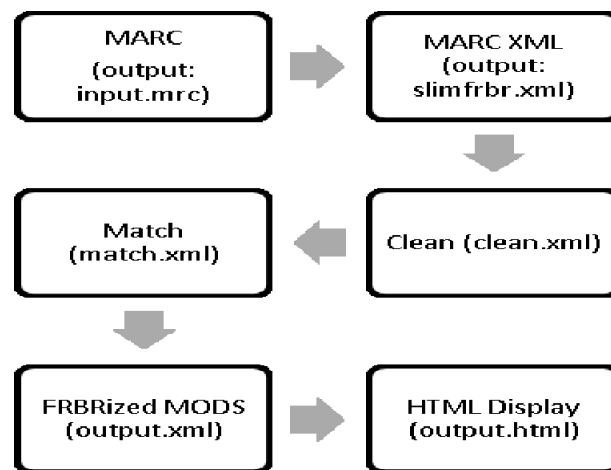 MARC
(output:
input.mrc)
MARC XML
(output:
slimfrbr.xml)
Clean (clean.xml)
Match
(match.xml)
FRBRized MODS
(output.xml)
HTML Display
(output.html)